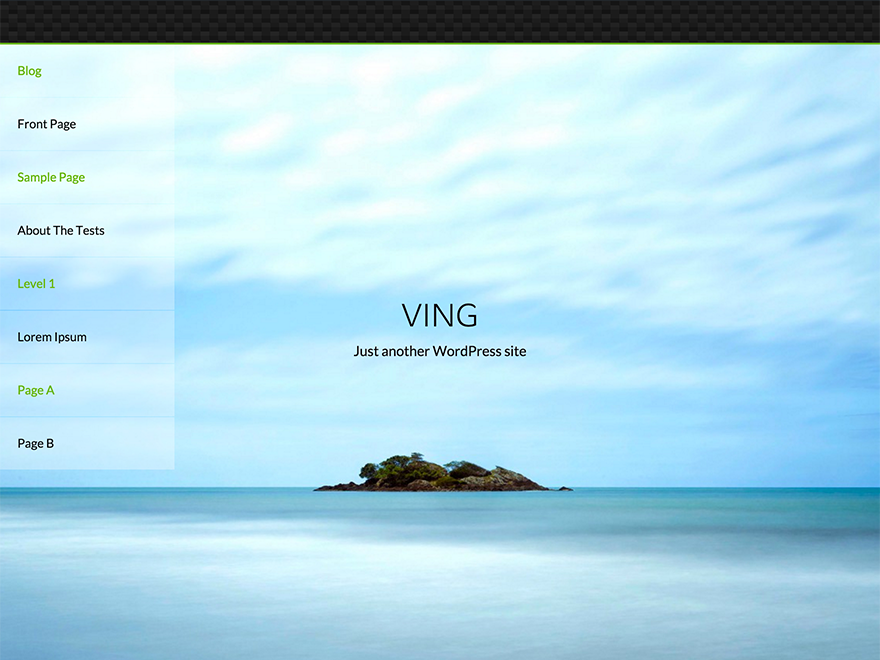 Blog
Front Page
Sample Page
About The Tests
Level 1
Lorem Ipsum
Page A
Page B
VING
Just another WordPress site